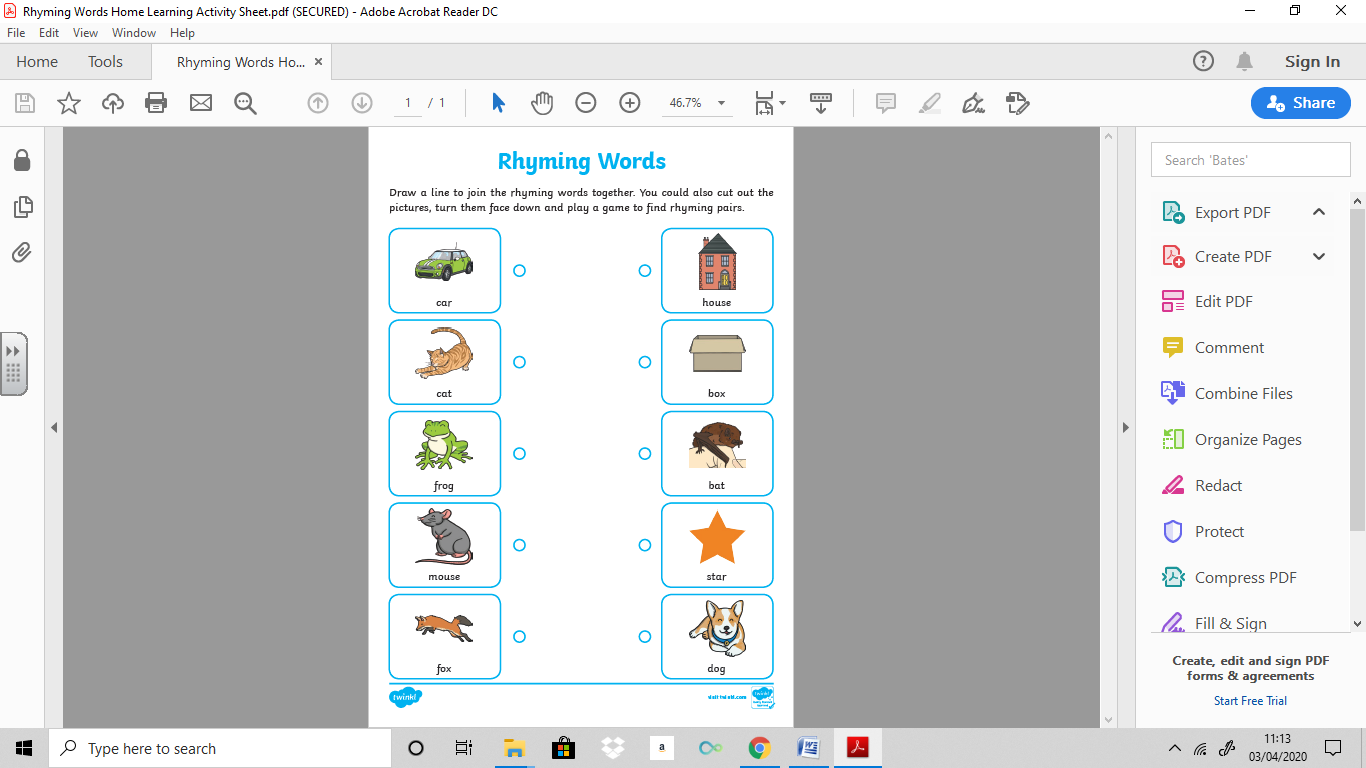 Rhyming Words Home Learning Activity Sheet.pdf (SECURED) - Adobe Acrobat Reader DC
File Edit View Window Help
Home Tools Rhyming Words Ho... × Sign In
1 / 1 46.7% Share
Search 'Bates'
Rhyming Words
Draw a line to join the rhyming words together. You could also cut out the
pictures, turn them face down and play a game to find rhyming pairs.
car house
cat box
frog bat
mouse star
fox dog
twinkl visit twinkl.com twinkl
Export PDF
Create PDF
Edit PDF
Comment
Combine Files
Organize Pages
Redact
Protect
Compress PDF
Fill & Sign
Create, edit and sign PDF
forms & agreements
Start Free Trial
Type here to search
a
W
11:13
03/04/2020